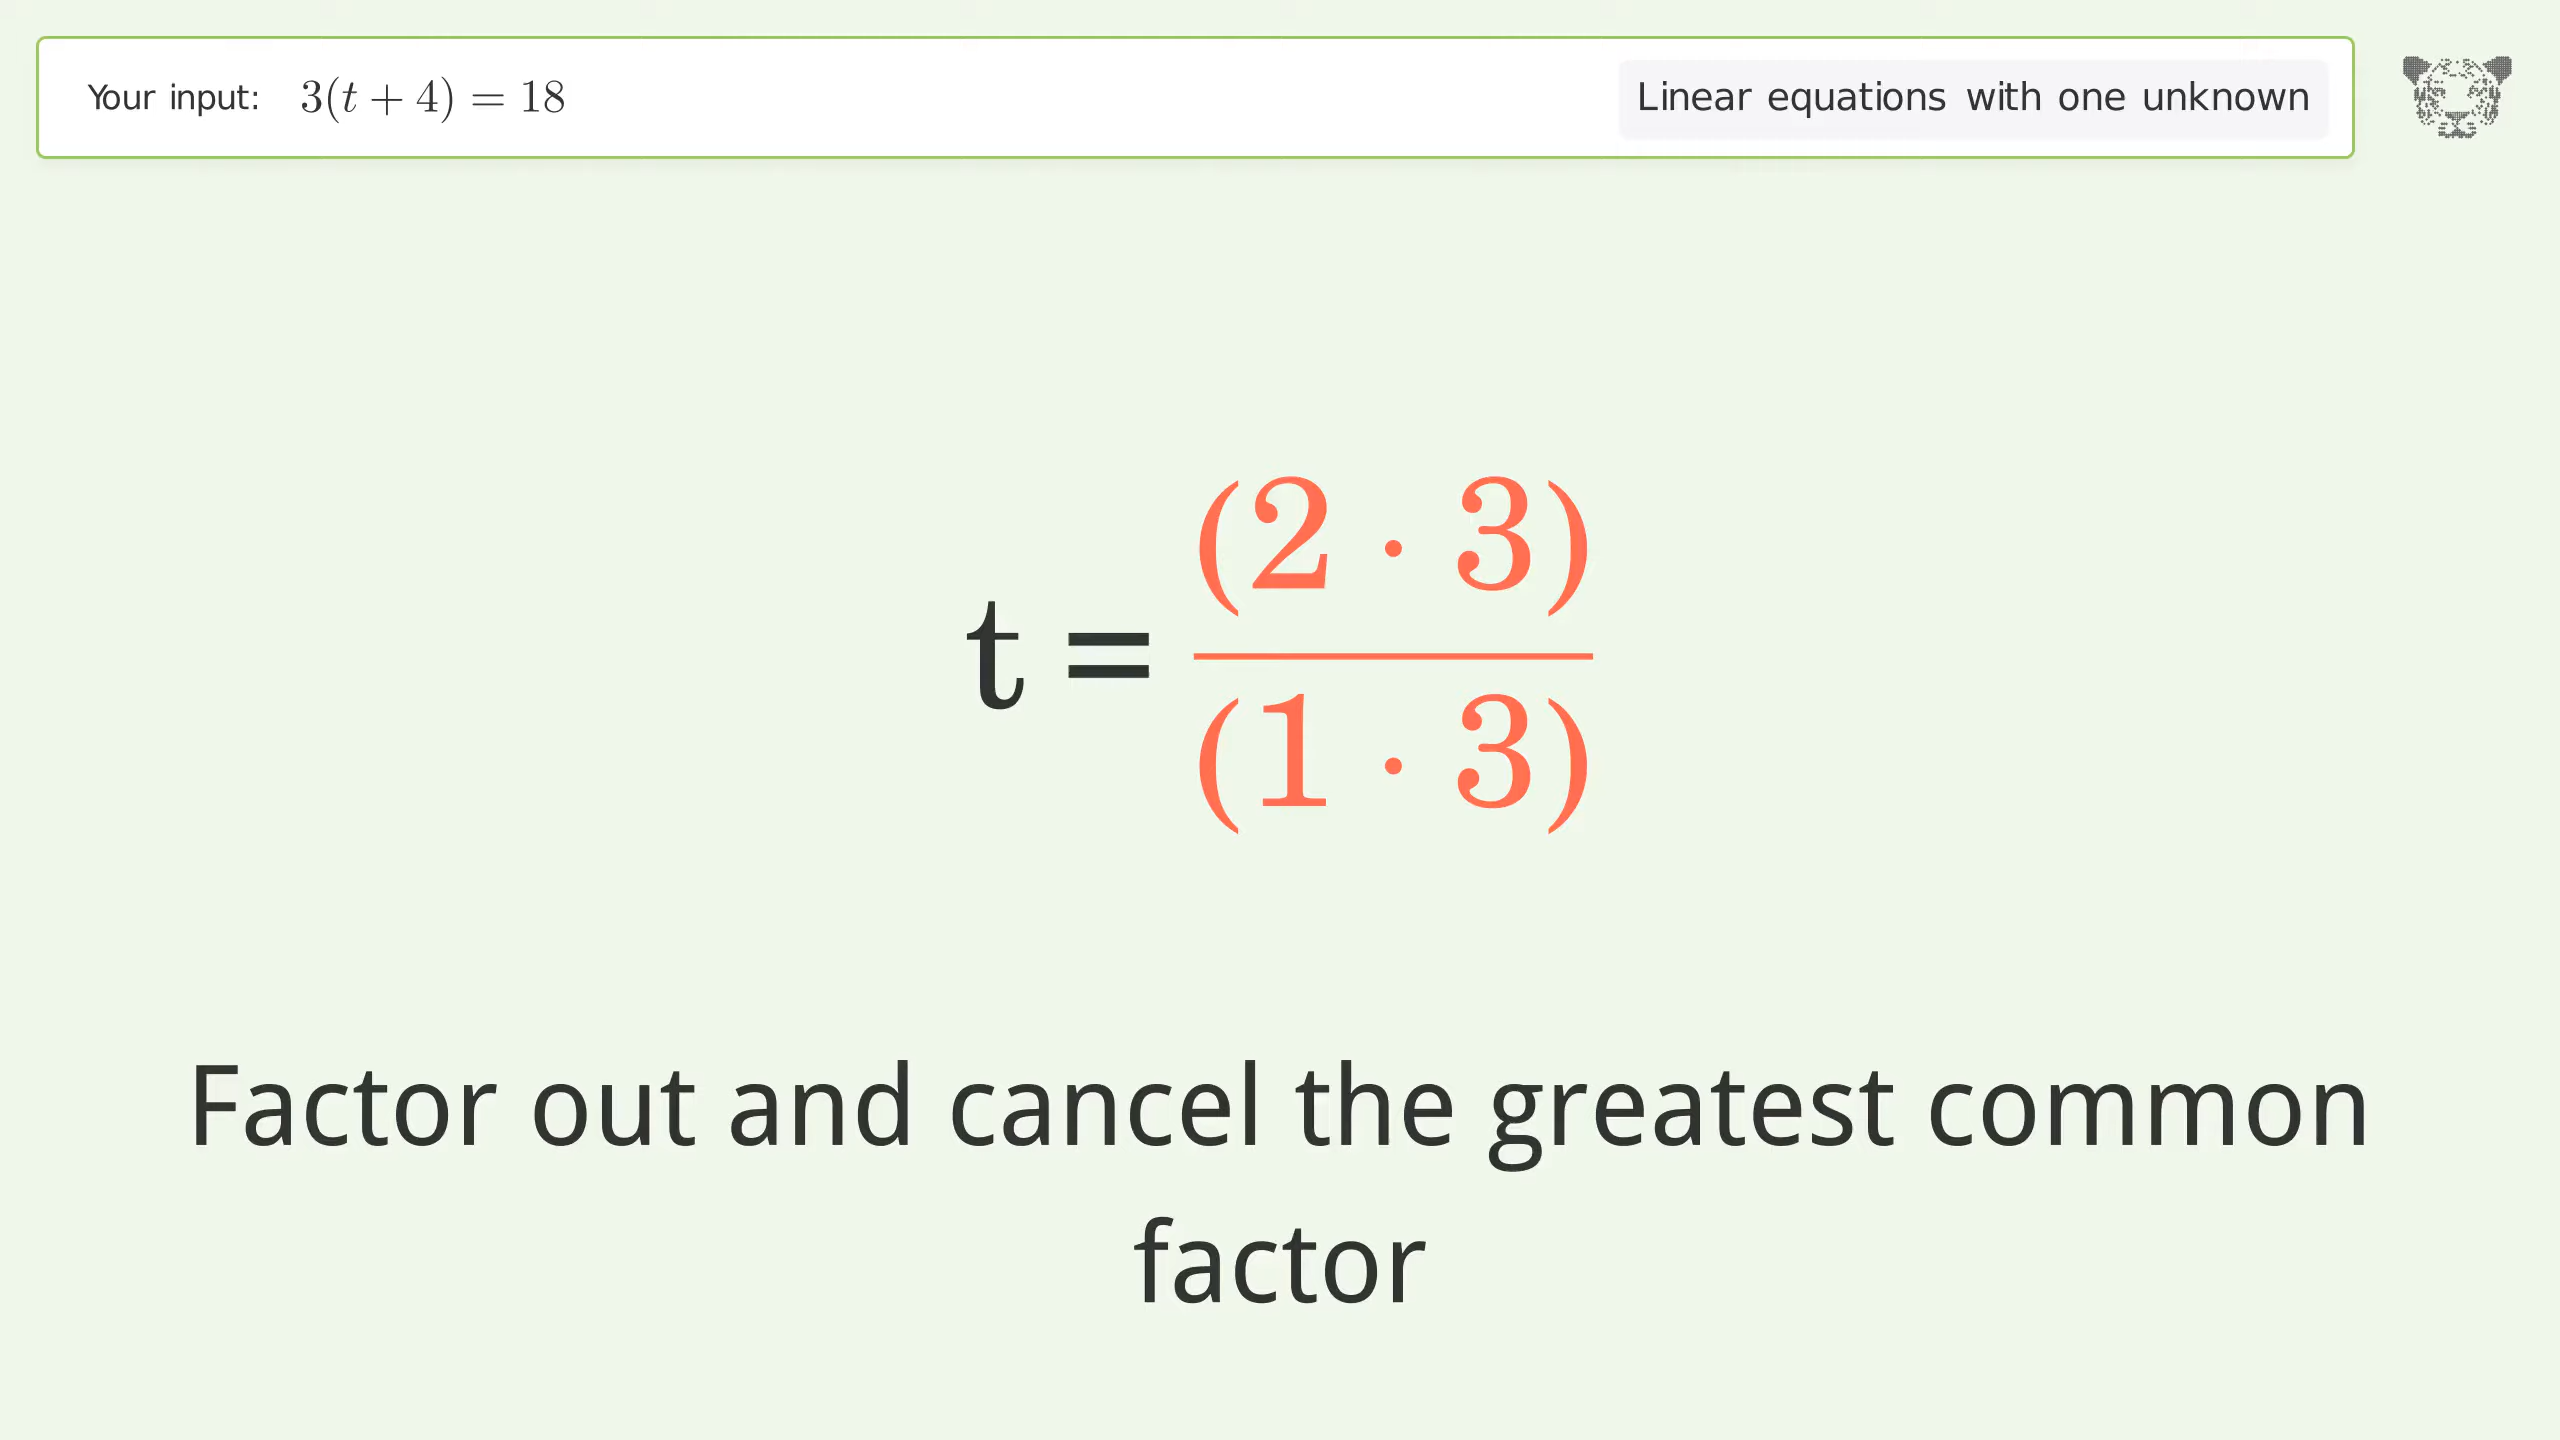 Your input: 3(t + 4) = 18
Linear equations with one unknown
t = (2 · 3) / (1 · 3)
Factor out and cancel the greatest common
factor